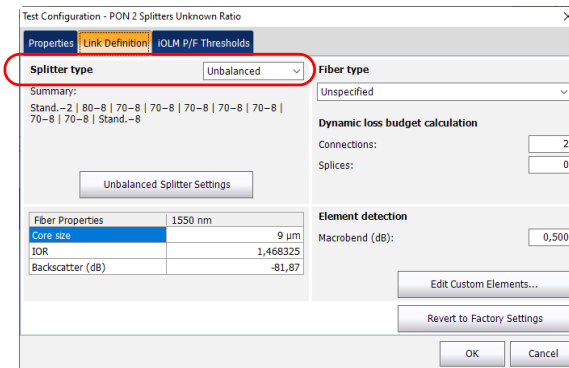 Test Configuration - PON 2 Splitters Unknown Ratio
Properties
Link Definition
iOLM P/F Thresholds
Splitter type
Unbalanced
Summary:
Stand.–2 | 80–8 | 70–8 | 70–8 | 70–8 | 70–8 | 70–8 |
70–8 | 70–8 | Stand.–8
Unbalanced Splitter Settings
Fiber Properties 1550 nm
Core size 9 µm
IOR 1,468325
Backscatter (dB) -81,87
Fiber type
Unspecified
Dynamic loss budget calculation
Connections: 2
Splices: 0
Element detection
Macrobend (dB): 0,500
Edit Custom Elements...
Revert to Factory Settings
OK
Cancel